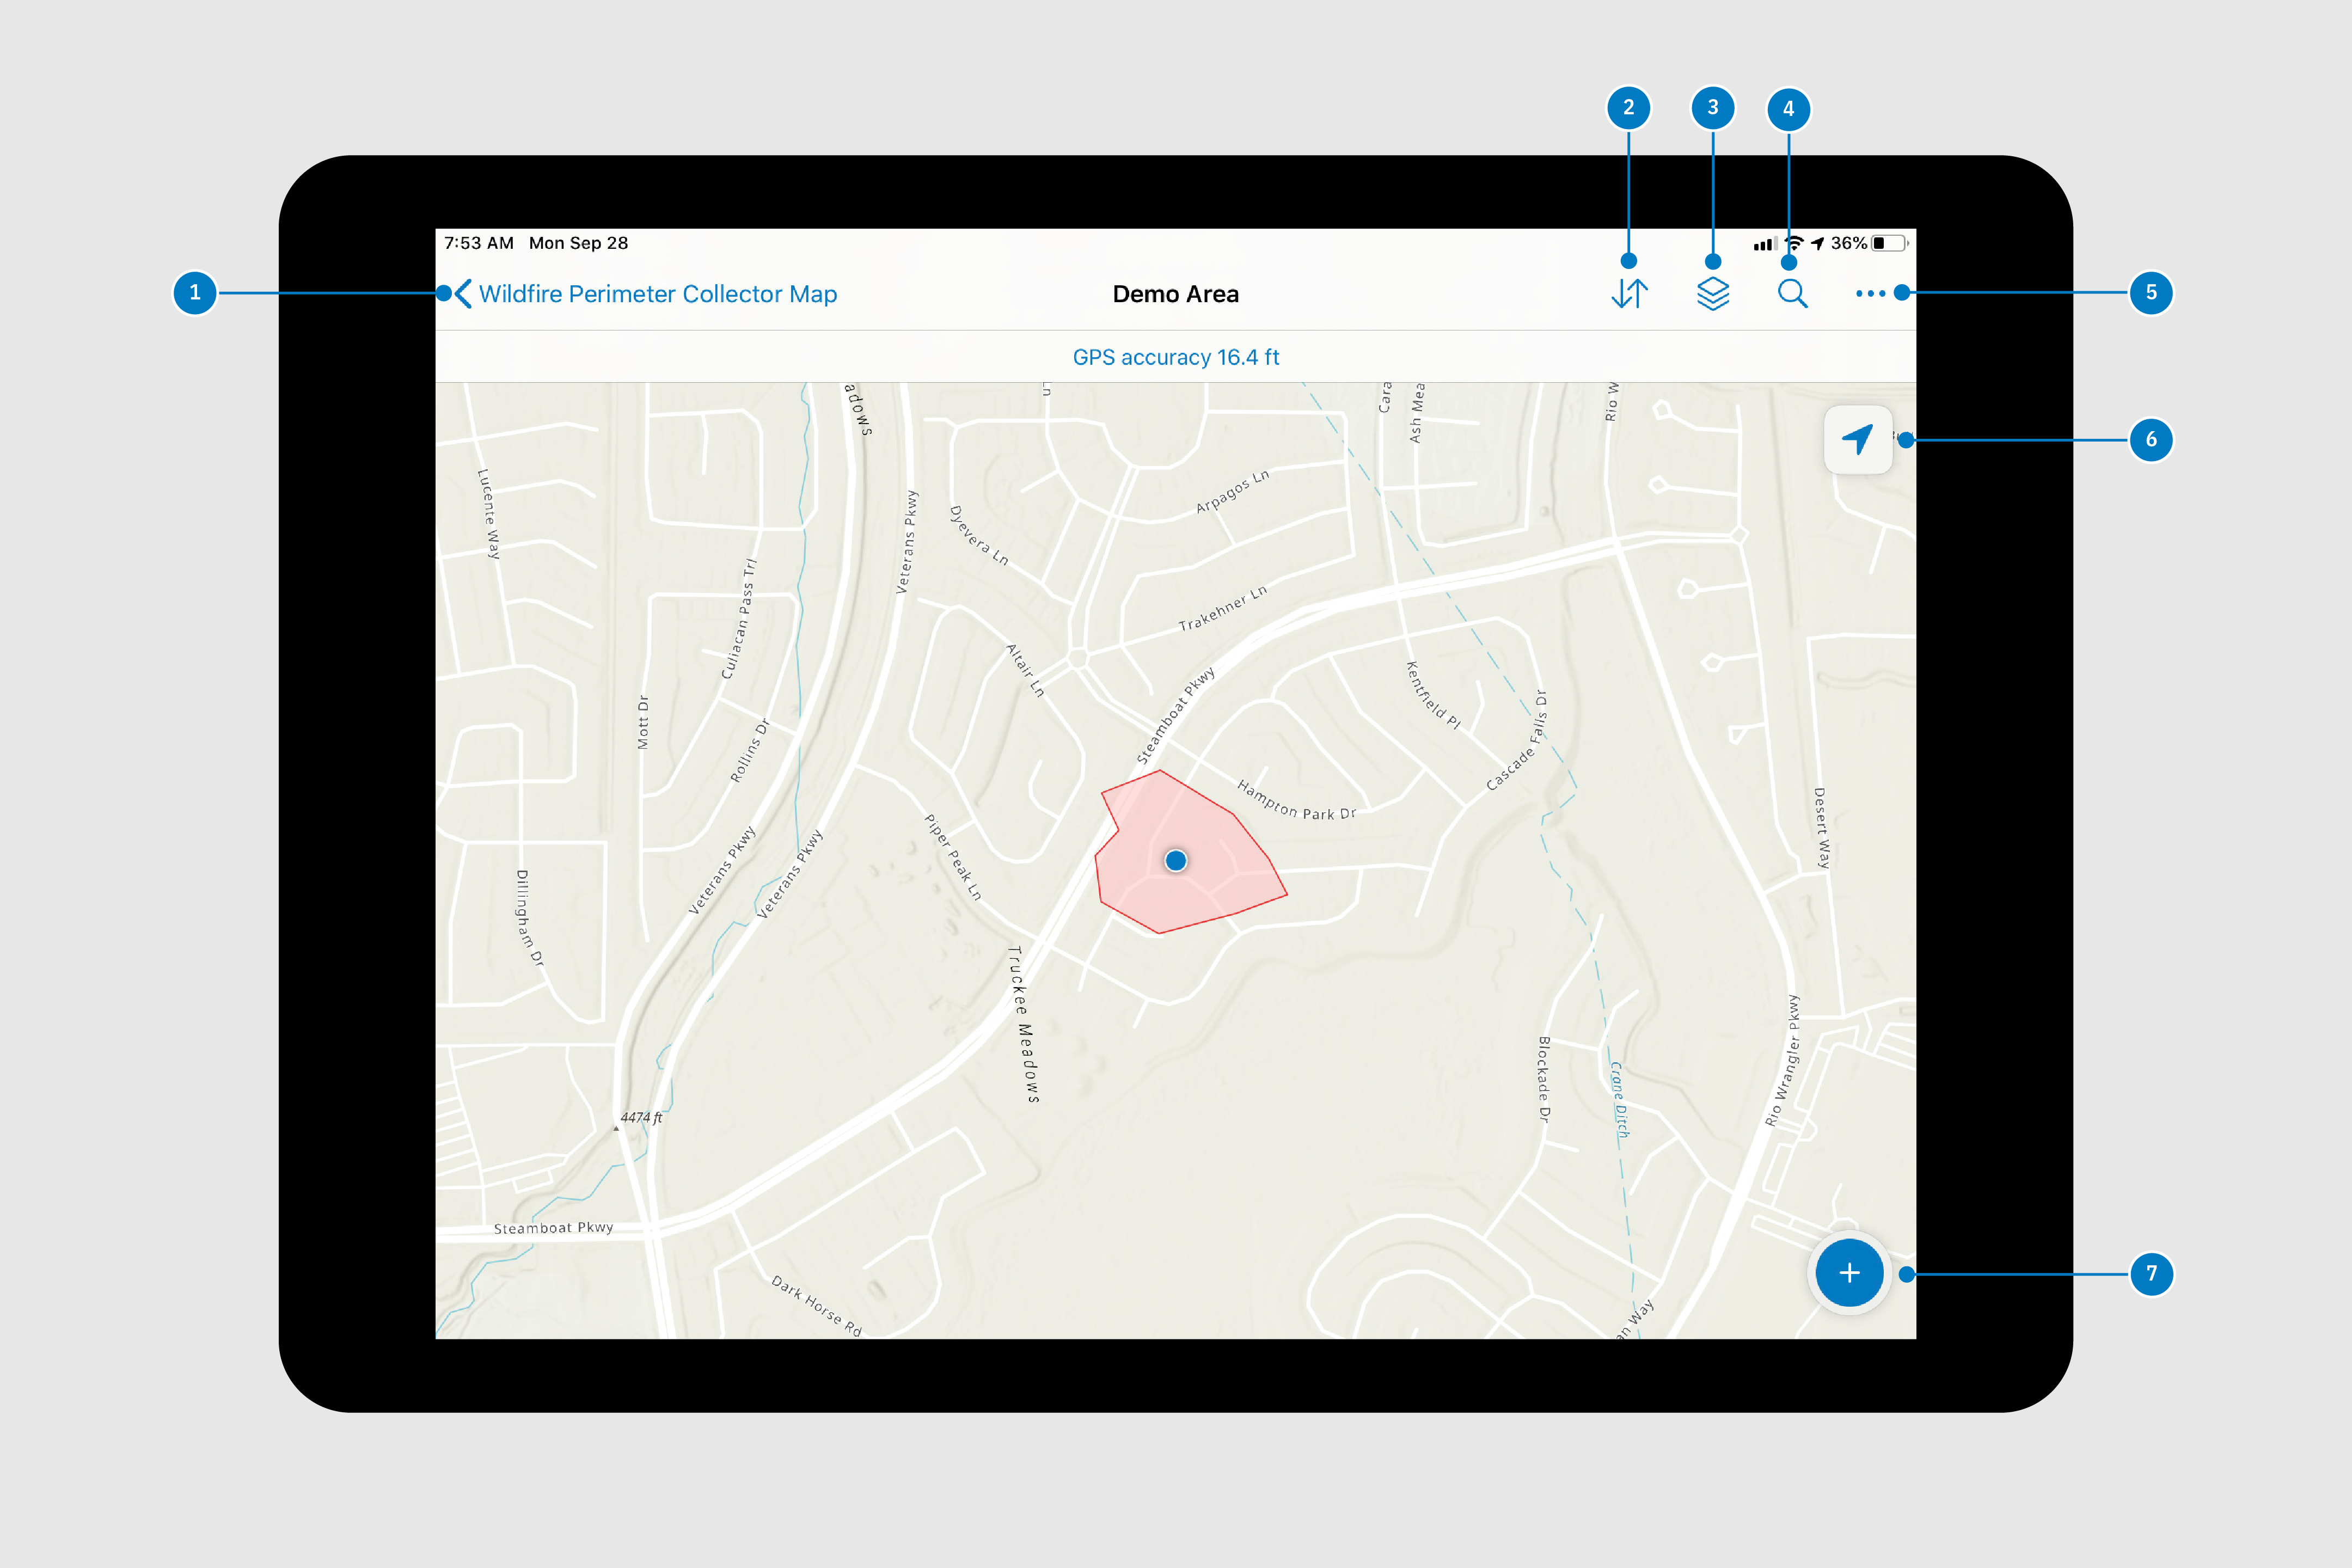 2
3
4
7:53 AM Mon Sep 28
36%
1
Wildfire Perimeter Collector Map
Demo Area
5
GPS accuracy 16.4 ft
6
adows
Ln
Cara
Ash Mea
Rio W
Lucente Way
Veterans Pkwy
Dyevera Ln
Arpagos Ln
Culiacan Pass Trl
Trakehner Ln
Altair Ln
Kentfield Pl
Steamboat Pkwy
Mott Dr
Rollins Dr
Cascade Falls Dr
Hampton Park Dr
Desert Way
Piper Peak Ln
Veterans Pkwy
Veterans Pkwy
Dillingham Dr
Truckee Meadows
Rio Wrangler Pkwy
Blockade Dr
Crane Ditch
4474 ft
Steamboat Pkwy
Dark Horse Rd
an Way
+
7